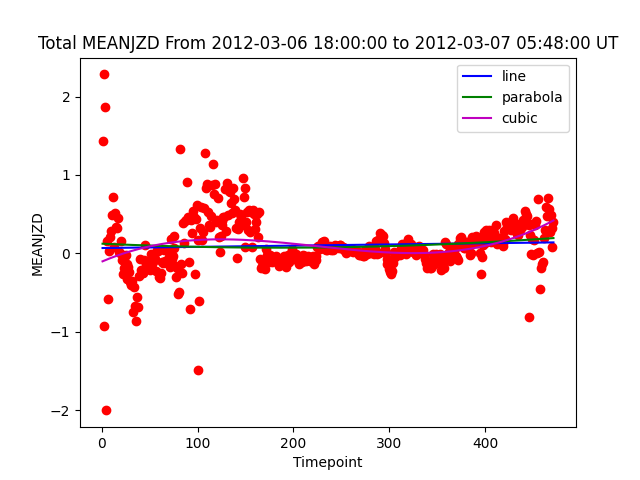 Total MEANJZD From 2012-03-06 18:00:00 to 2012-03-07 05:48:00 UT
line
parabola
cubic
MEANJZD
2
1
0
−1
−2
0 100 200 300 400
Timepoint